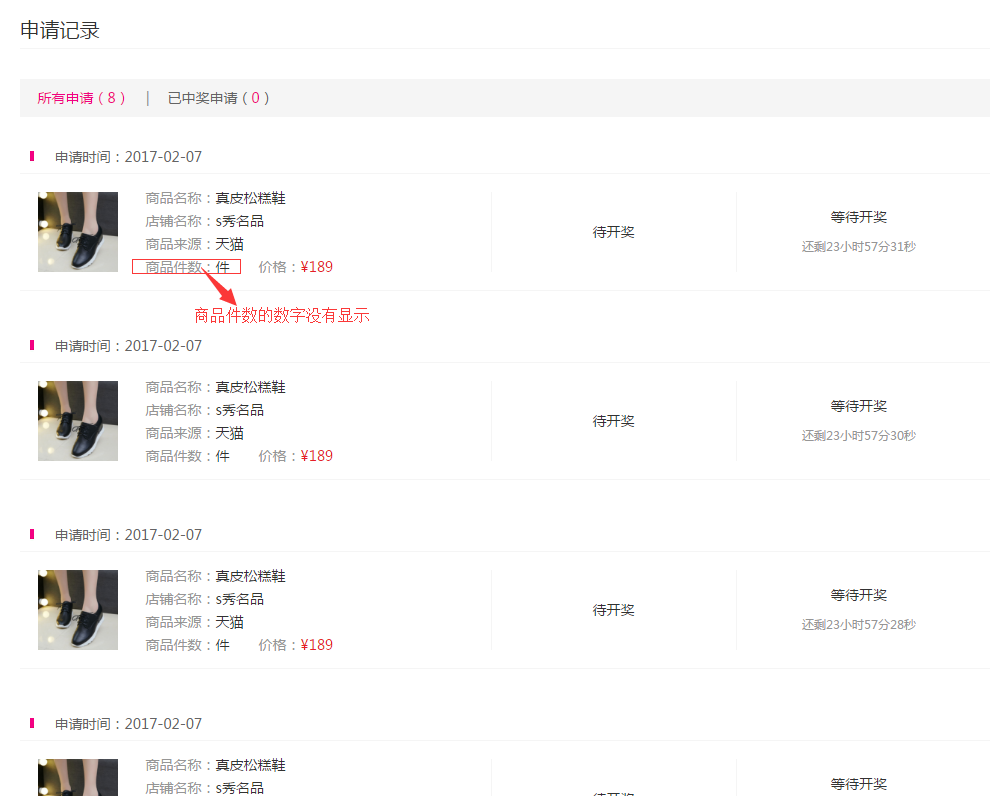 申请记录
所有申请（8） | 已中奖申请（0）
申请时间：2017-02-07
商品名称：真皮松糕鞋
店铺名称：s秀名品
商品来源：天猫
商品件数：件 价格：¥189
待开奖
等待开奖
还剩23小时57分31秒
商品件数的数字没有显示
申请时间：2017-02-07
商品名称：真皮松糕鞋
店铺名称：s秀名品
商品来源：天猫
商品件数：件 价格：¥189
待开奖
等待开奖
还剩23小时57分30秒
申请时间：2017-02-07
商品名称：真皮松糕鞋
店铺名称：s秀名品
商品来源：天猫
商品件数：件 价格：¥189
待开奖
等待开奖
还剩23小时57分28秒
申请时间：2017-02-07
商品名称：真皮松糕鞋
店铺名称：s秀名品
等待开奖